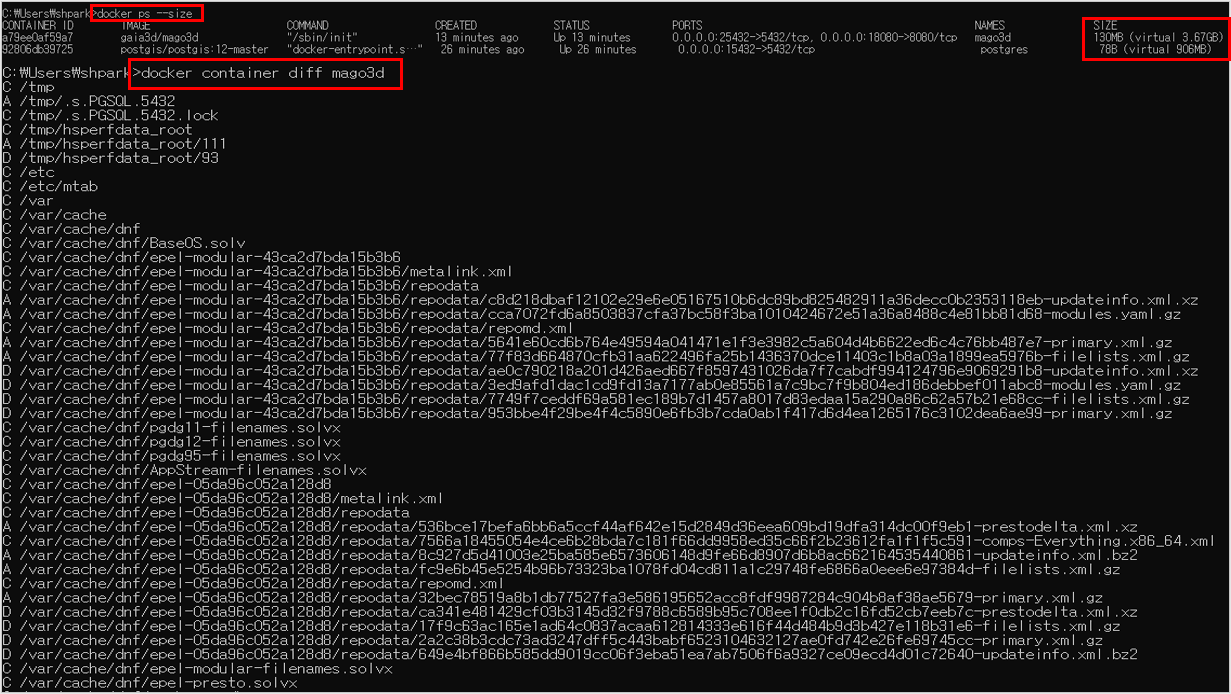 C:₩Users₩shpark>docker ps --size
CONTAINER ID IMAGE COMMAND CREATED STATUS PORTS NAMES SIZE
a79ee0af59a7 gaia3d/mago3d "/sbin/init" 13 minutes ago Up 13 minutes 0.0.0.0:25432->5432/tcp, 0.0.0.0:18080->8080/tcp mago3d 130MB (virtual 3.67GB)
92806db39725 postgis/postgis:12-master "docker-entrypoint.s…" 26 minutes ago Up 26 minutes 0.0.0.0:15432->5432/tcp postgres 78B (virtual 906MB)
C:₩Users₩shpark>docker container diff mago3d
C /tmp
A /tmp/.s.PGSQL.5432
C /tmp/.s.PGSQL.5432.lock
C /tmp/hsperfdata_root
A /tmp/hsperfdata_root/111
D /tmp/hsperfdata_root/93
C /etc
C /etc/mtab
C /var
C /var/cache
C /var/cache/dnf
C /var/cache/dnf/BaseOS.solv
C /var/cache/dnf/epel-modular-43ca2d7bda15b3b6
C /var/cache/dnf/epel-modular-43ca2d7bda15b3b6/metalink.xml
C /var/cache/dnf/epel-modular-43ca2d7bda15b3b6/repodata
A /var/cache/dnf/epel-modular-43ca2d7bda15b3b6/repodata/c8d218dbaf12102e29e6e05167510b6dc89bd825482911a36decc0b2353118eb-updateinfo.xml.xz
A /var/cache/dnf/epel-modular-43ca2d7bda15b3b6/repodata/cca7072fd6a8503837cfa37bc58f3ba1010424672e51a36a8488c4e81bb81d68-modules.yaml.gz
C /var/cache/dnf/epel-modular-43ca2d7bda15b3b6/repodata/repomd.xml
A /var/cache/dnf/epel-modular-43ca2d7bda15b3b6/repodata/5641e60cd6b764e49594a041471e1f3e3982c5a604d4b6622ed6c4c76bb487e7-primary.xml.gz
A /var/cache/dnf/epel-modular-43ca2d7bda15b3b6/repodata/77f83d664870cfb31aa622496fa25b1436370dce11403c1b8a03a1899ea5976b-filelists.xml.gz
D /var/cache/dnf/epel-modular-43ca2d7bda15b3b6/repodata/ae0c790218a201d426aed667f8597431026da7f7cabdf994124796e9069291b8-updateinfo.xml.xz
D /var/cache/dnf/epel-modular-43ca2d7bda15b3b6/repodata/3ed9afd1dac1cd9fd13a7177ab0e85561a7c9bc7f9b804ed186debbef011abc8-modules.yaml.gz
D /var/cache/dnf/epel-modular-43ca2d7bda15b3b6/repodata/7749f7ceddf69a581ec189b7d1457a8017d83edaa15a290a86c62a57b21e68cc-filelists.xml.gz
D /var/cache/dnf/epel-modular-43ca2d7bda15b3b6/repodata/953bbe4f29be4f4c5890e6fb3b7cda0ab1f417d6d4ea1265176c3102dea6ae99-primary.xml.gz
C /var/cache/dnf/pgdg11-filenames.solvx
C /var/cache/dnf/pgdg12-filenames.solvx
C /var/cache/dnf/pgdg95-filenames.solvx
C /var/cache/dnf/AppStream-filenames.solvx
C /var/cache/dnf/epel-05da96c052a128d8
C /var/cache/dnf/epel-05da96c052a128d8/metalink.xml
C /var/cache/dnf/epel-05da96c052a128d8/repodata
A /var/cache/dnf/epel-05da96c052a128d8/repodata/536bce17befa6bb6a5ccf44af642e15d2849d36eea609bd19dfa314dc00f9eb1-prestodelta.xml.xz
C /var/cache/dnf/epel-05da96c052a128d8/repodata/7566a18455054e4ce6b28bda7c181f66dd9958ed35c66f2b23612fa1f1f5c591-comps-Everything.x86_64.xml
A /var/cache/dnf/epel-05da96c052a128d8/repodata/8c927d5d41003e25ba585e6573606148d9fe66d8907d6b8ac662164535440861-updateinfo.xml.bz2
A /var/cache/dnf/epel-05da96c052a128d8/repodata/fc9e6b45e5254b96b73323ba1078fd04cd811a1c29748fe6866a0eee6e97384d-filelists.xml.gz
C /var/cache/dnf/epel-05da96c052a128d8/repodata/repomd.xml
A /var/cache/dnf/epel-05da96c052a128d8/repodata/32bec78519a8b1db77527fa3e586195652acc8fdf9987284c904b8af38ae5679-primary.xml.gz
D /var/cache/dnf/epel-05da96c052a128d8/repodata/ca341e481429cf03b3145d32f9788c6589b95c708ee1f0db2c16fd52cb7eeb7c-prestodelta.xml.xz
D /var/cache/dnf/epel-05da96c052a128d8/repodata/17f9c63ac165e1ad64c0837acaa612814333e616f44d484b9d3b427e118b31e6-filelists.xml.gz
D /var/cache/dnf/epel-05da96c052a128d8/repodata/2a2c38b3cdc73ad3247dff5c443babf6523104632127ae0fd742e26fe69745cc-primary.xml.gz
D /var/cache/dnf/epel-05da96c052a128d8/repodata/649e4bf866b585dd9019cc06f3eba51ea7ab7506f6a9327ce09ecd4d01c72640-updateinfo.xml.bz2
C /var/cache/dnf/epel-modular-filenames.solvx
C /var/cache/dnf/epel-presto.solvx